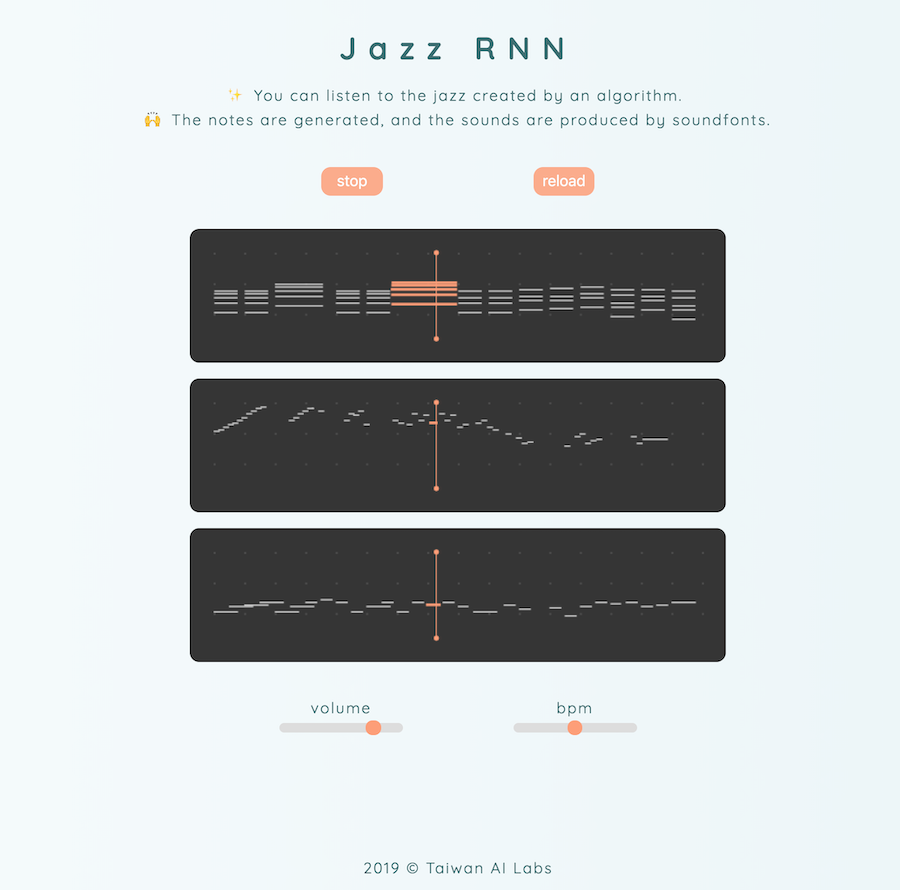 Jazz RNN
✨ You can listen to the jazz created by an algorithm.
🙌 The notes are generated, and the sounds are produced by soundfonts.
stop
reload
volume
bpm
2019 © Taiwan AI Labs